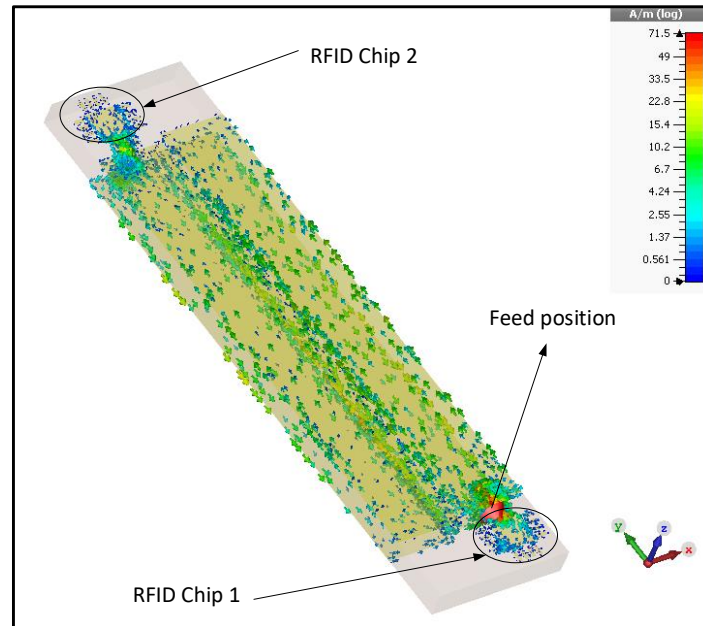 A/m (log)
71.5
49
33.5
22.8
15.4
10.2
6.7
4.24
2.55
1.37
0.561
0
RFID Chip 2
Feed position
RFID Chip 1
y
z
x